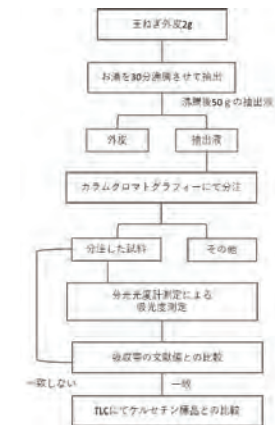 玉ねぎ外皮2g
お湯を30分沸騰させて抽出
沸騰後50gの抽出液
外皮
抽出液
カラムクロマトグラフィーにて分注
分注した試料
その他
分光光度計測定による
吸光度測定
吸収帯の文献値との比較
一致しない
一致
TLCにてケルセチン標品との比較